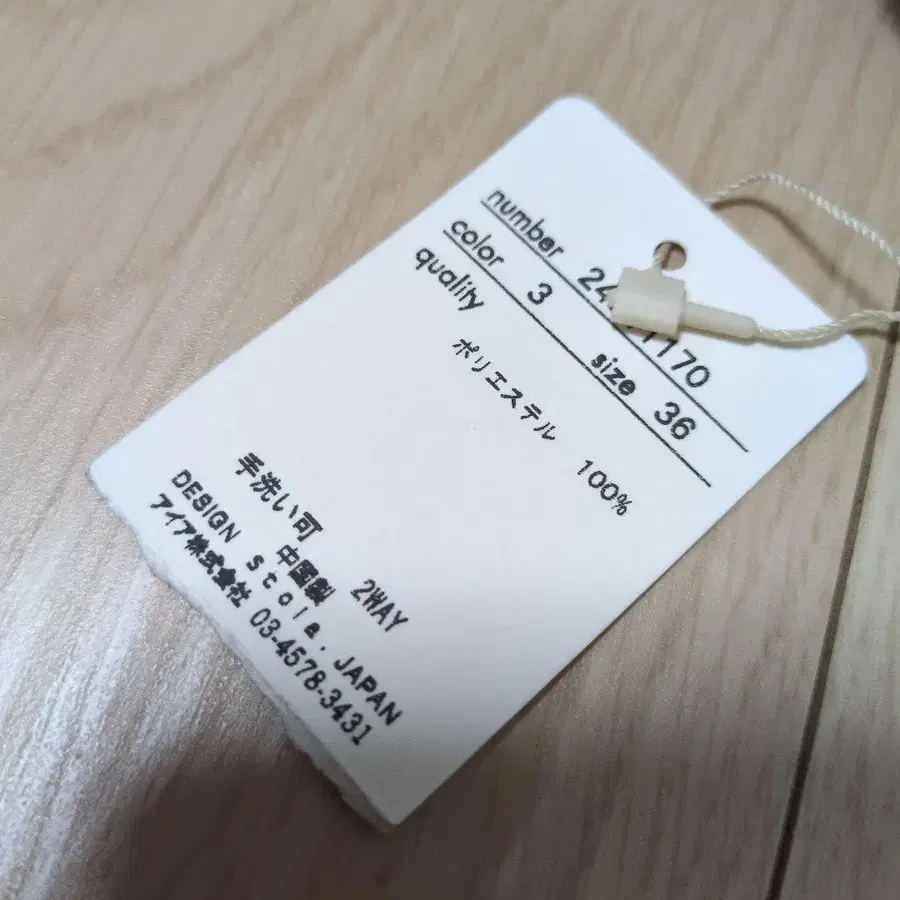 number 24 170
color 3 size 36
quality
ポリエステル 100%
手洗い可 中国製 2WAY
DESIGN stole. JAPAN
アイア株式会社 03-4578-3431